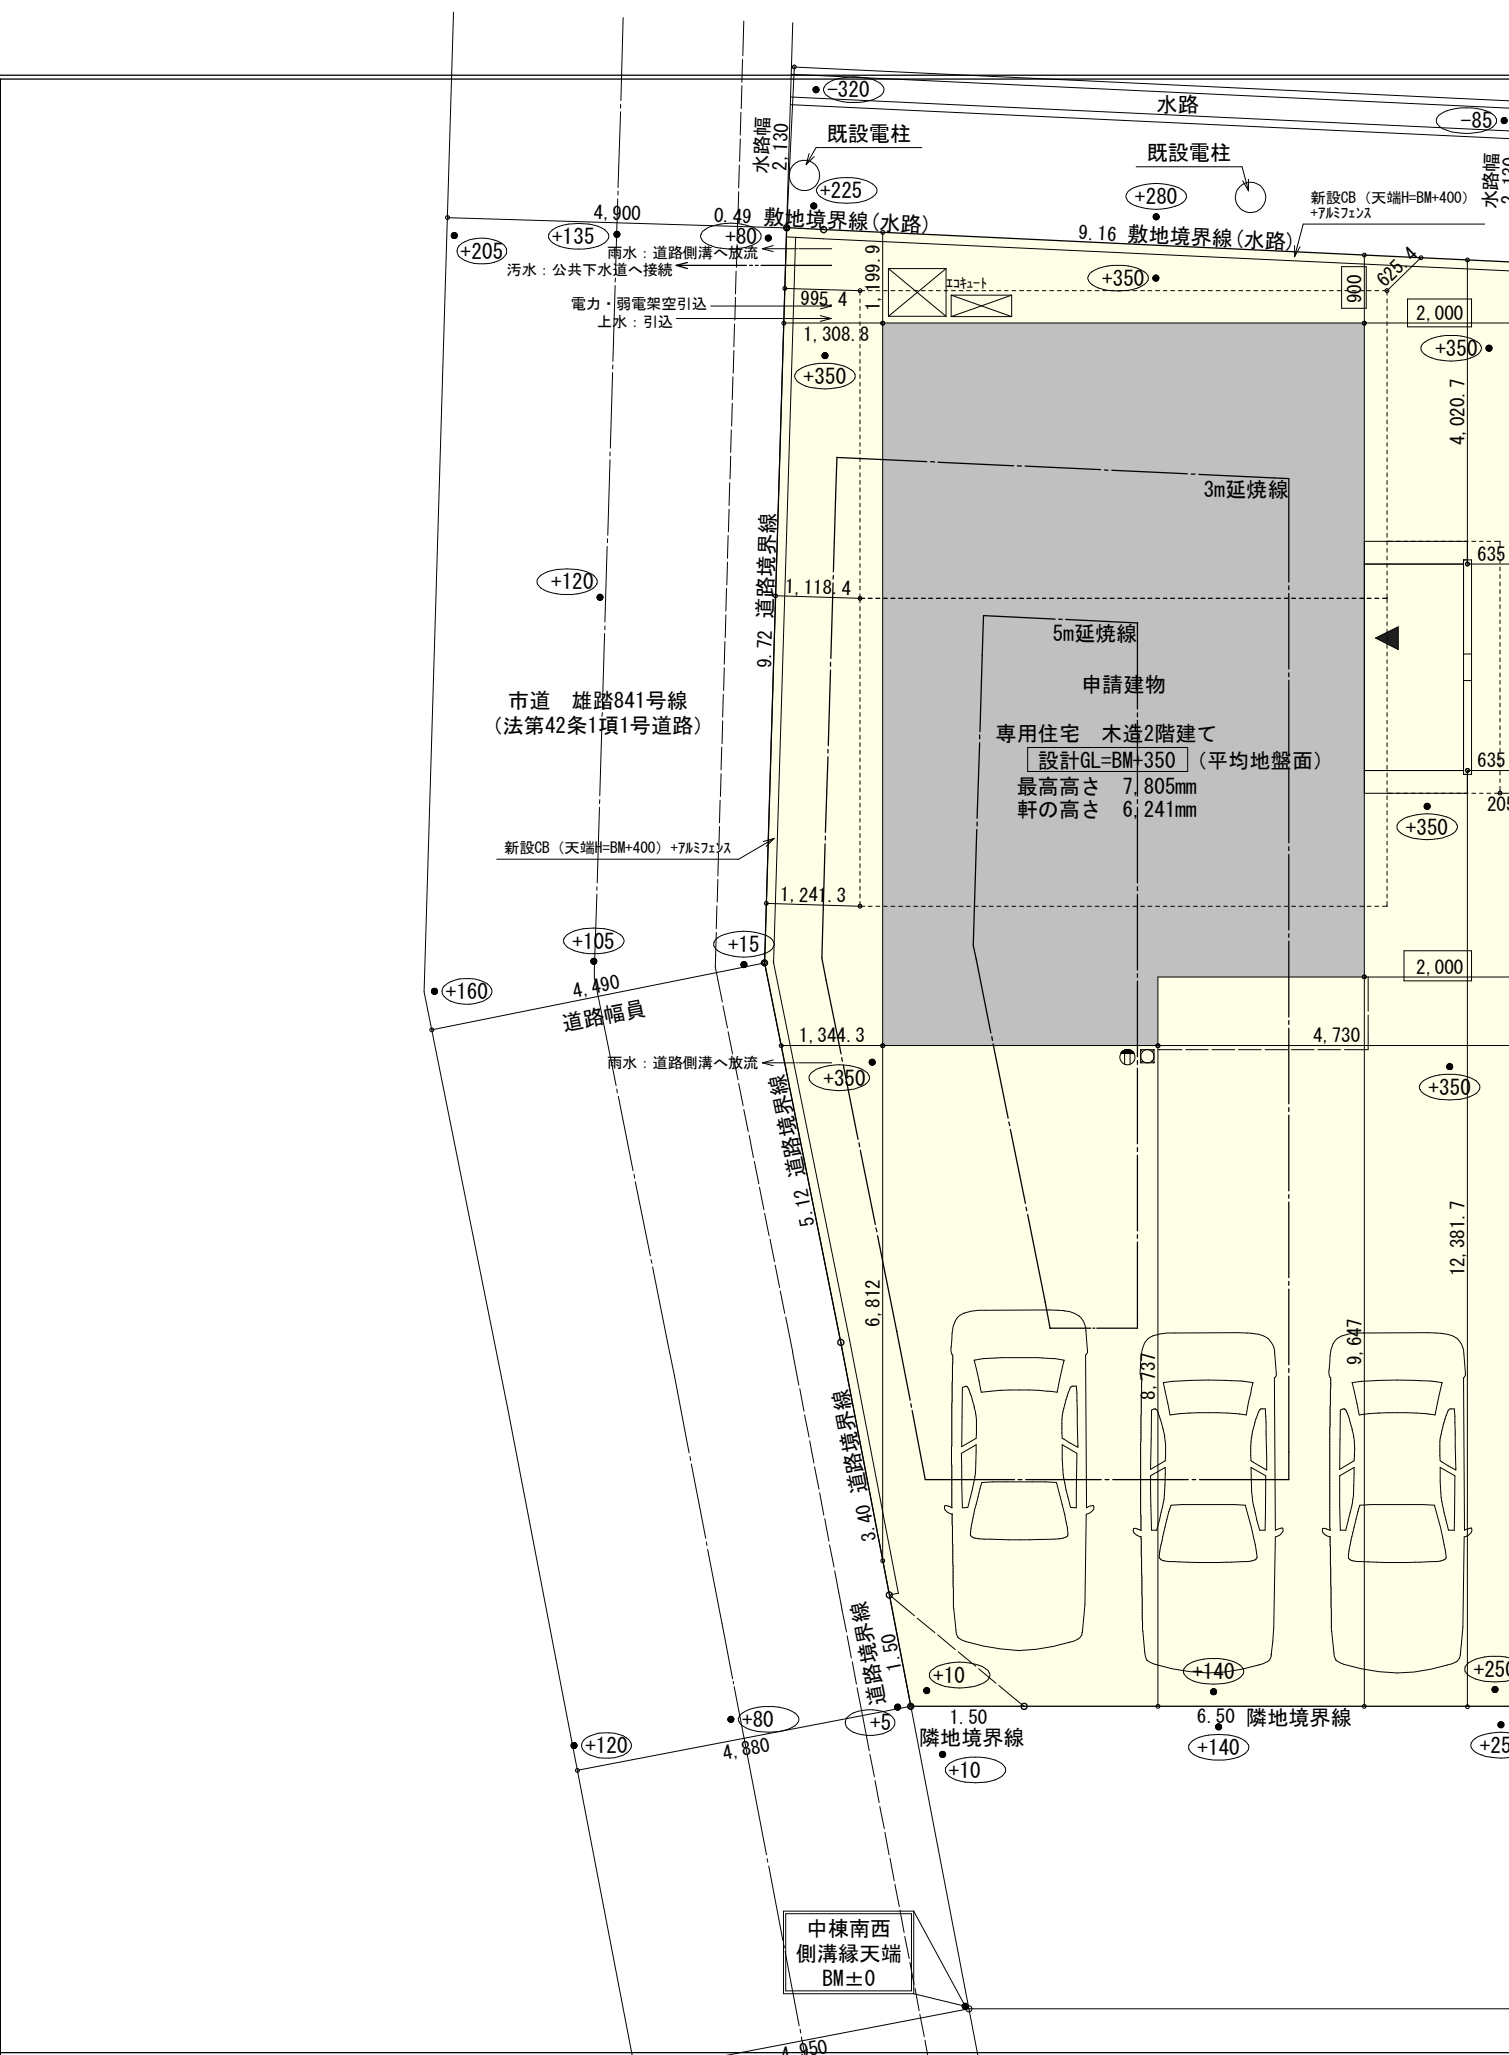 -320
水路
-85
水路幅
2,130
既設電柱
既設電柱
水路幅
+225
+280
新設CB（天端H=BM+400）
+ｱﾙﾐﾌｪﾝｽ
4,900
0.49 敷地境界線(水路)
9.16 敷地境界線(水路)
+205
+135
+80
雨水：道路側溝へ放流
汚水：公共下水道へ接続
1,199.9
ｴｺｷｭｰﾄ
+350
900
625.4
電力・弱電架空引込
995.4
上水：引込
2,000
1,308.8
+350
+350
4,020.7
3m延焼線
9.72 道路境界線
635
+120
1,118.4
5m延焼線
申請建物
市道　雄踏841号線
（法第42条1項1号道路）
専用住宅　木造2階建て
設計GL=BM+350 （平均地盤面）
最高高さ　7,805mm
軒の高さ　6,241mm
635
205
+350
新設CB（天端H=BM+400）+ｱﾙﾐﾌｪﾝｽ
1,241.3
+105
+15
2,000
+160
4,490
道路幅員
1,344.3
4,730
雨水：道路側溝へ放流
+350
+350
5.12 道路境界線
12,381.7
6,812
9,647
8,737
3.40 道路境界線
道路境界線
1.50
+10
+140
+250
+80
+5
1.50
隣地境界線
6.50 隣地境界線
+120
4,880
+140
+25
+10
中棟南西
側溝縁天端
BM±0
4,950